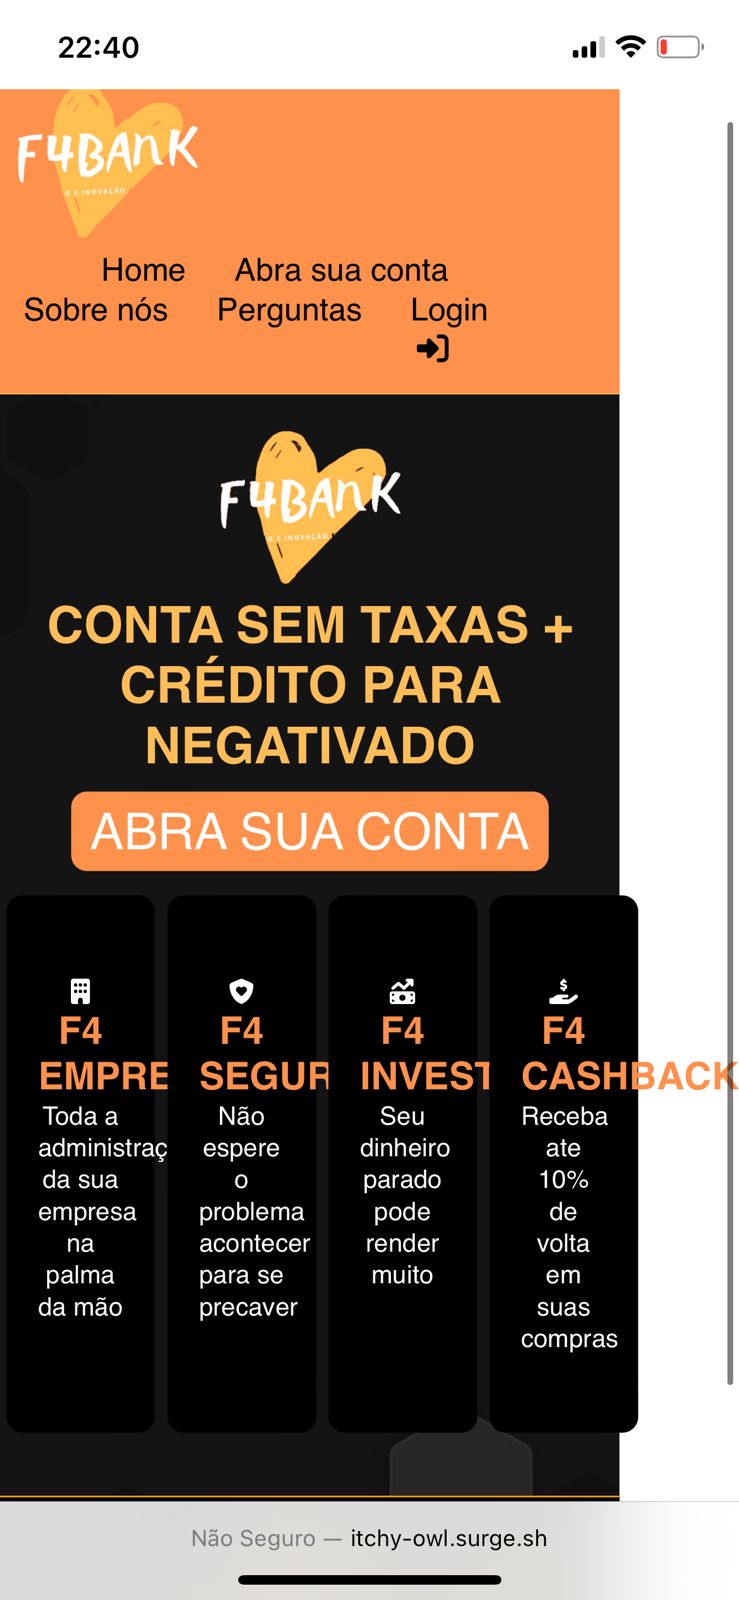 22:40
F4BANK
O E INOVAÇÃO
Home Abra sua conta
Sobre nós Perguntas Login
F4BANK
O E INOVAÇÃO
CONTA SEM TAXAS +
CRÉDITO PARA
NEGATIVADO
ABRA SUA CONTA
F4
EMPRE
Toda a
administraç
da sua
empresa
na
palma
da mão
F4
SEGUR
Não
espere
o
problema
acontecer
para se
precaver
F4
INVEST
Seu
dinheiro
parado
pode
render
muito
F4
CASHBACK
Receba
ate
10%
de
volta
em
suas
compras
Não Seguro — itchy-owl.surge.sh